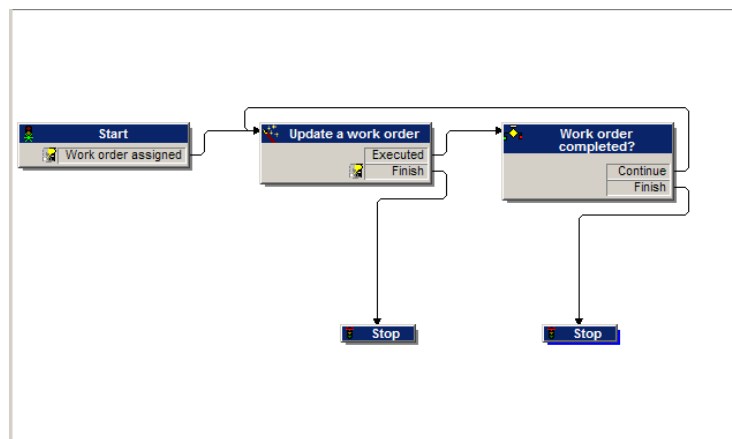 Start
Work order assigned
Update a work order
Executed
Finish
Work order
completed?
Continue
Finish
Stop
Stop